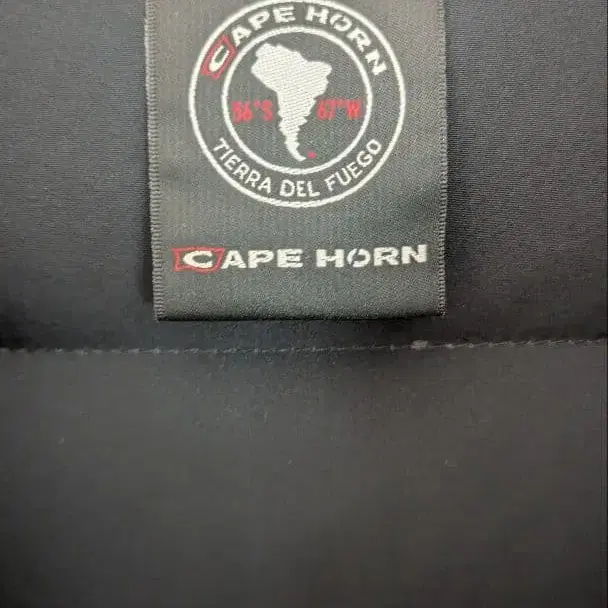 CAPE HORN
56°S 67°W
TIERRA DEL FUEGO
CAPE HORN